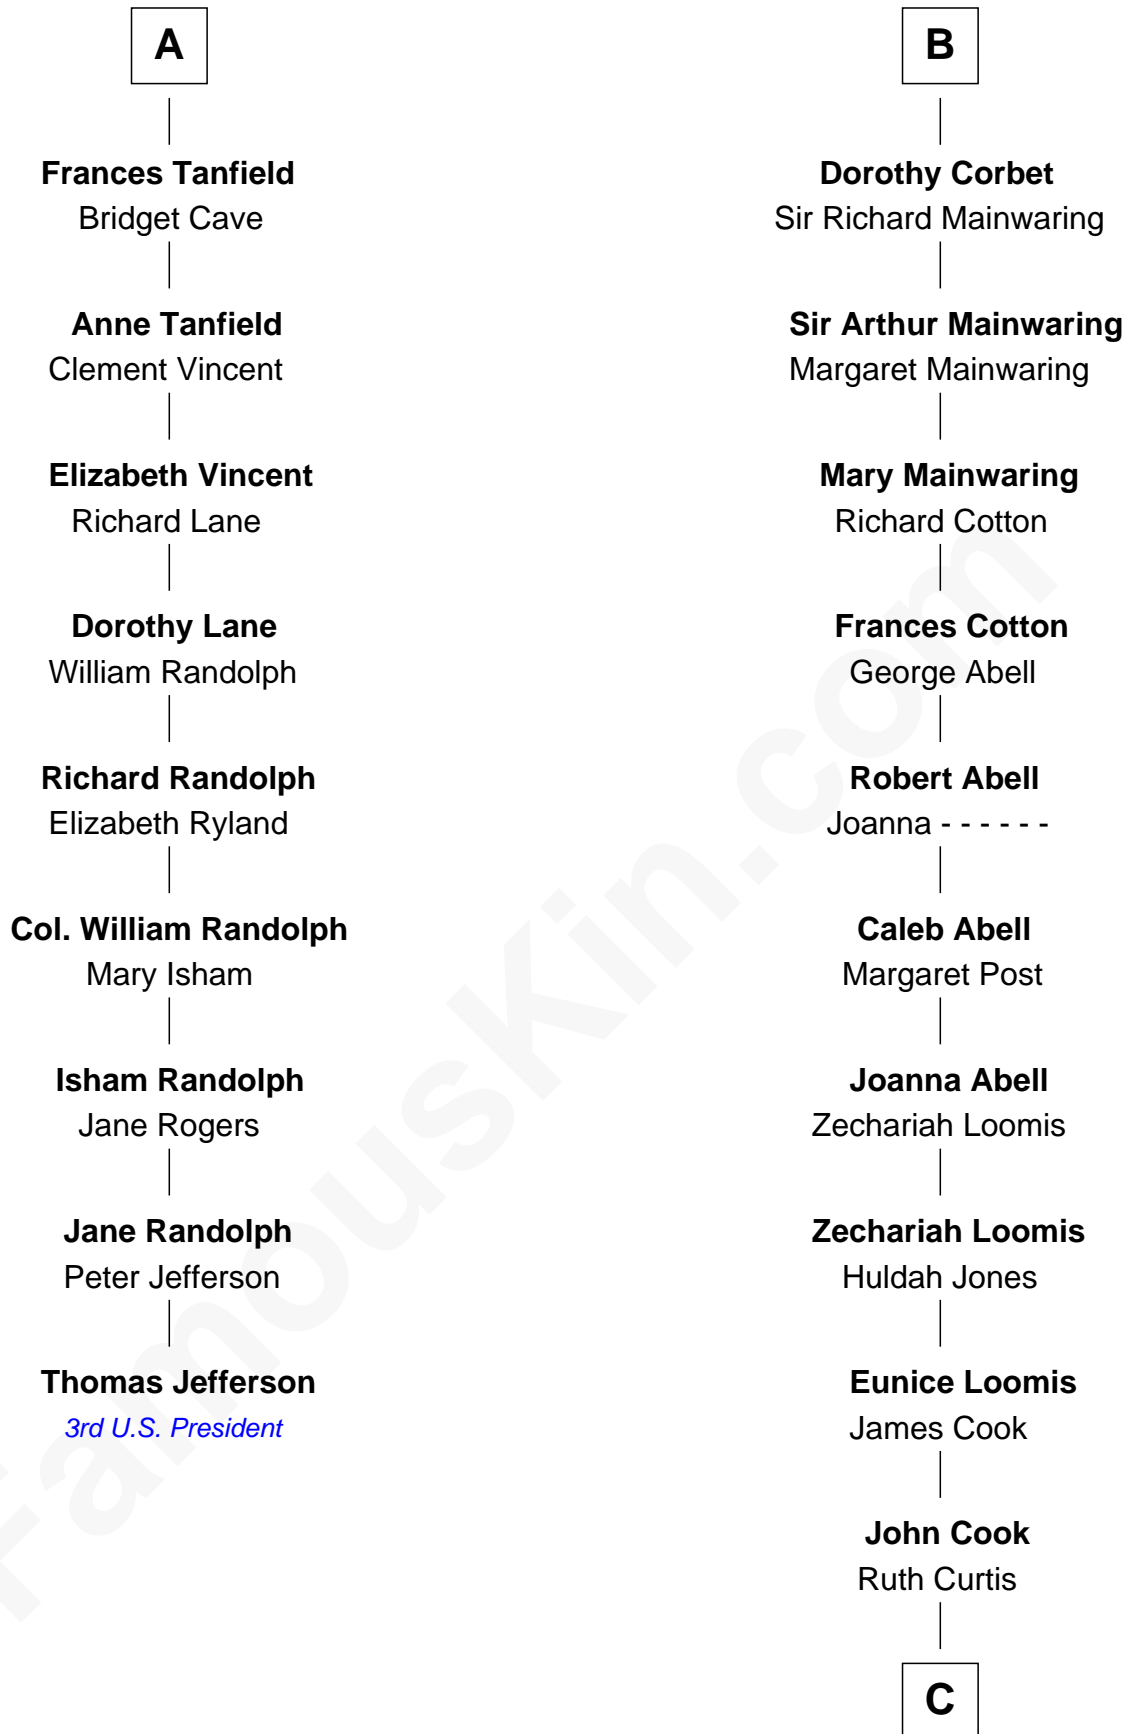 A
Frances Tanfield
Bridget Cave
Anne Tanfield
Clement Vincent
Elizabeth Vincent
Richard Lane
Dorothy Lane
William Randolph
Richard Randolph
Elizabeth Ryland
Col. William Randolph
Mary Isham
Isham Randolph
Jane Rogers
Jane Randolph
Peter Jefferson
Thomas Jefferson
3rd U.S. President
B
Dorothy Corbet
Sir Richard Mainwaring
Sir Arthur Mainwaring
Margaret Mainwaring
Mary Mainwaring
Richard Cotton
Frances Cotton
George Abell
Robert Abell
Joanna - - - - - -
Caleb Abell
Margaret Post
Joanna Abell
Zechariah Loomis
Zechariah Loomis
Huldah Jones
Eunice Loomis
James Cook
John Cook
Ruth Curtis
C
FamousKin.com